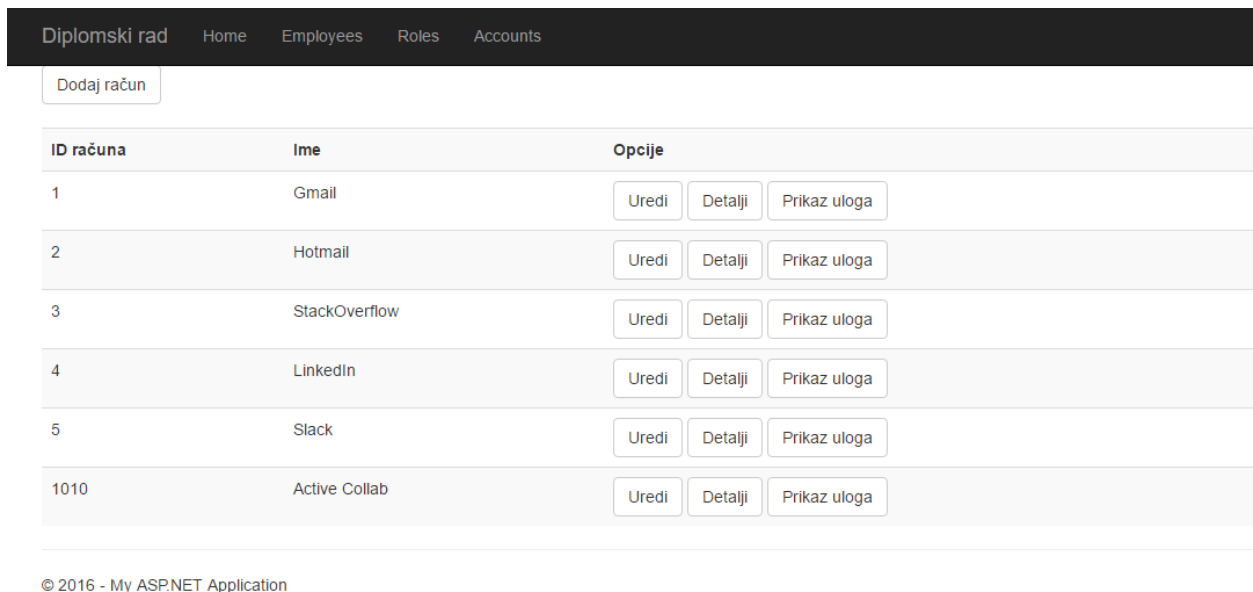 Diplomski rad Home Employees Roles Accounts
Dodaj račun
ID računa Ime Opcije
1 Gmail Uredi Detalji Prikaz uloga
2 Hotmail Uredi Detalji Prikaz uloga
3 StackOverflow Uredi Detalji Prikaz uloga
4 LinkedIn Uredi Detalji Prikaz uloga
5 Slack Uredi Detalji Prikaz uloga
1010 Active Collab Uredi Detalji Prikaz uloga
© 2016 - My ASP.NET Application